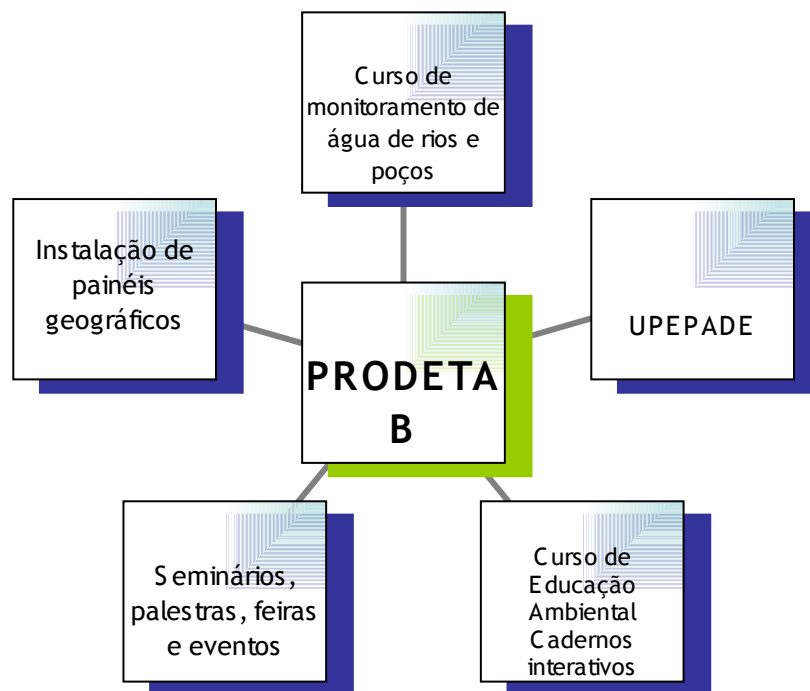 Curso de
monitoramento de
água de rios e
poços
Instalação de
painéis
geográficos
UPEPADE
PRODETA
B
Seminários,
palestras, feiras
e eventos
Curso de
Educação
Ambiental
Cadernos
interativos